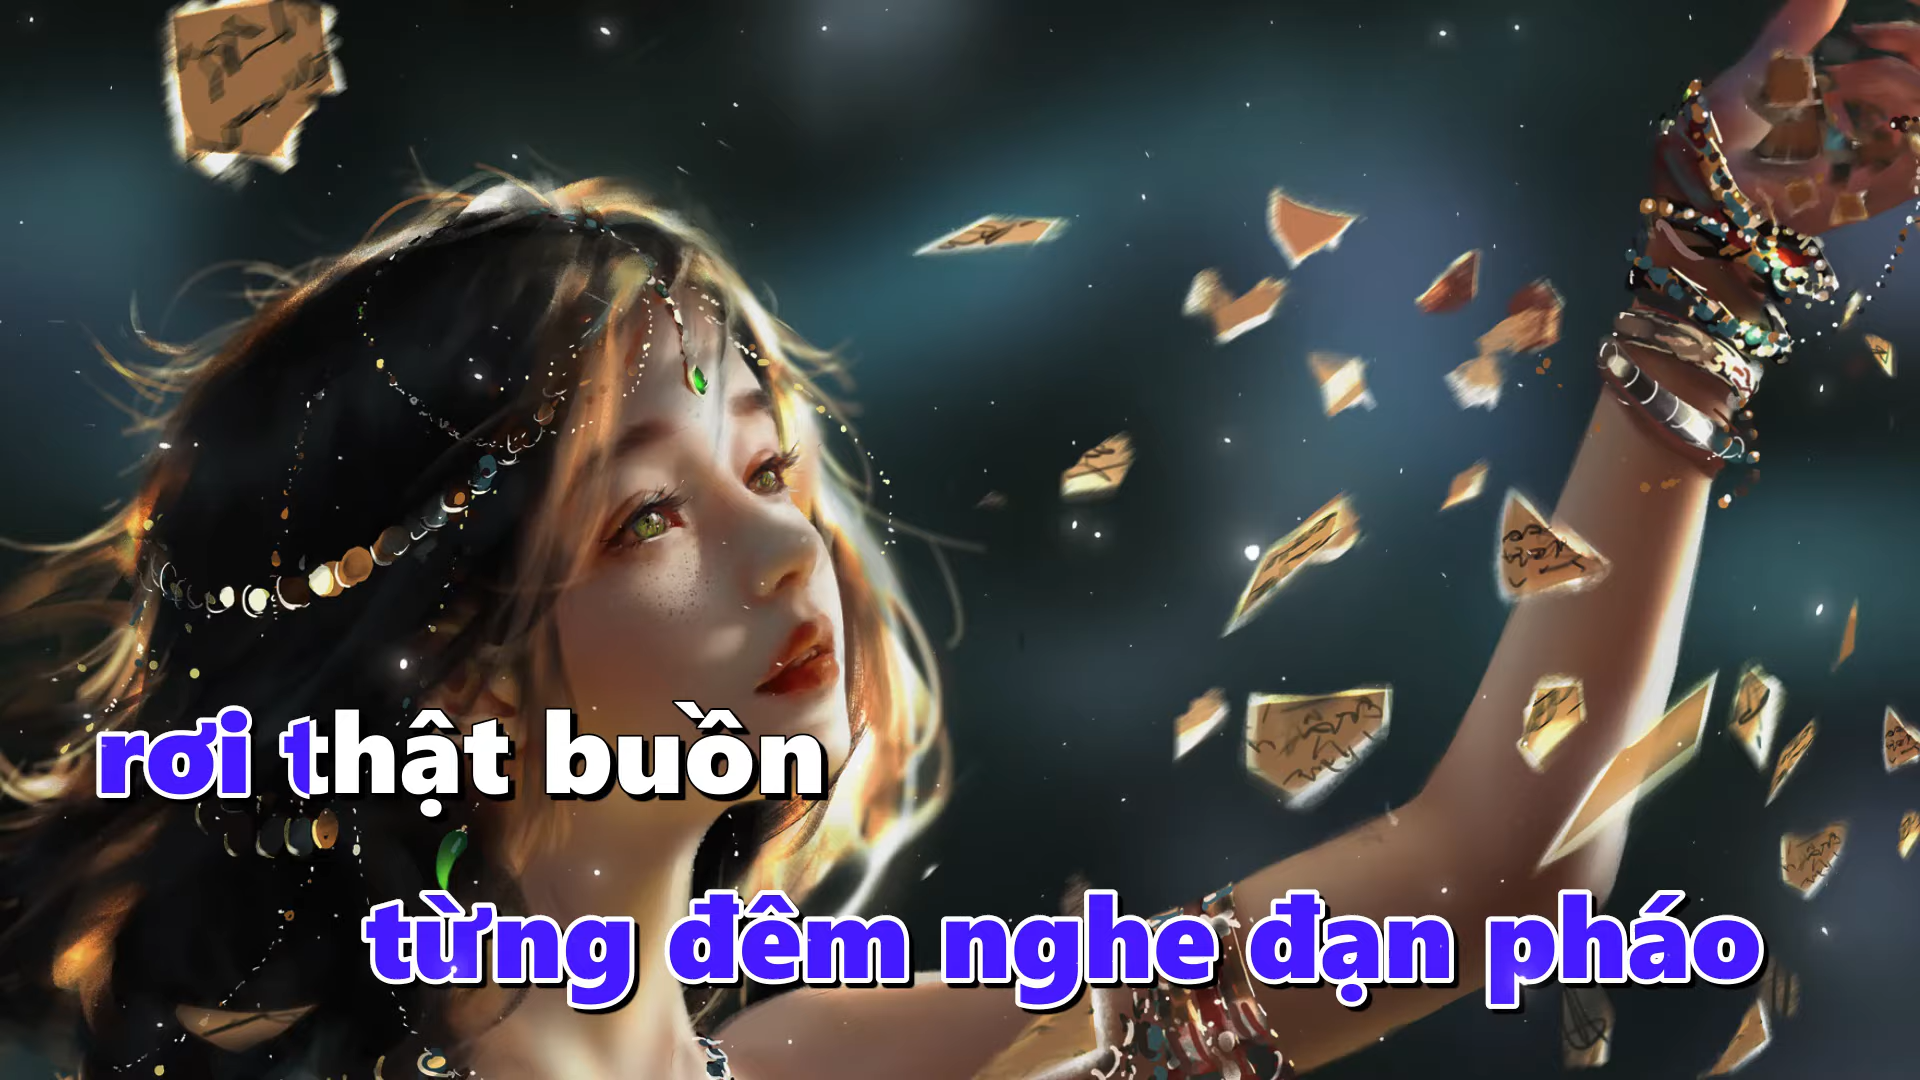 rơi thật buồn
từng đêm nghe đạn pháo